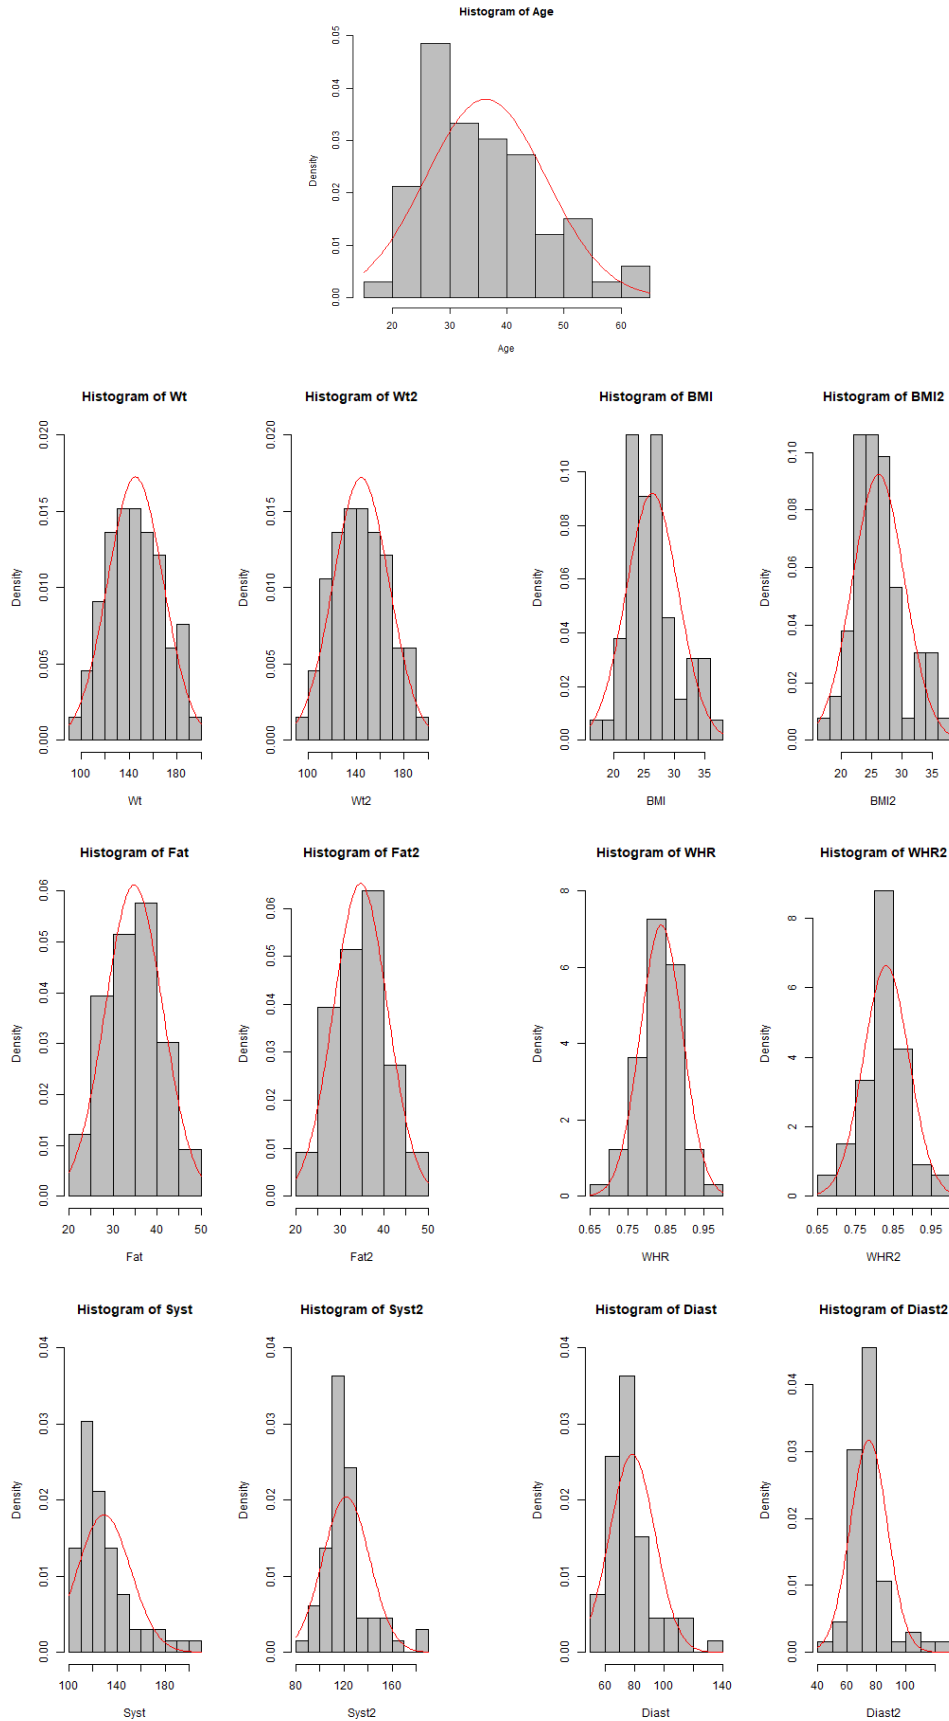 Histogram of Age
Density
0.00 0.01 0.02 0.03 0.04 0.05
20 30 40 50 60
Age
Histogram of Wt
Density
0.000 0.005 0.010 0.015 0.020
100 140 180
Wt
Histogram of Wt2
Density
0.000 0.005 0.010 0.015 0.020
100 140 180
Wt2
Histogram of BMI
Density
0.00 0.02 0.04 0.06 0.08 0.10
20 25 30 35
BMI
Histogram of BMI2
Density
0.00 0.02 0.04 0.06 0.08 0.10
20 25 30 35
BMI2
Histogram of Fat
Density
0.00 0.01 0.02 0.03 0.04 0.05 0.06
20 30 40 50
Fat
Histogram of Fat2
Density
0.00 0.01 0.02 0.03 0.04 0.05 0.06
20 30 40 50
Fat2
Histogram of WHR
Density
0 2 4 6 8
0.65 0.75 0.85 0.95
WHR
Histogram of WHR2
Density
0 2 4 6 8
0.65 0.75 0.85 0.95
WHR2
Histogram of Syst
Density
0.00 0.01 0.02 0.03 0.04
100 140 180
Syst
Histogram of Syst2
Density
0.00 0.01 0.02 0.03 0.04
80 120 160
Syst2
Histogram of Diast
Density
0.00 0.01 0.02 0.03 0.04
60 80 100 140
Diast
Histogram of Diast2
Density
0.00 0.01 0.02 0.03 0.04
40 60 80 100
Diast2